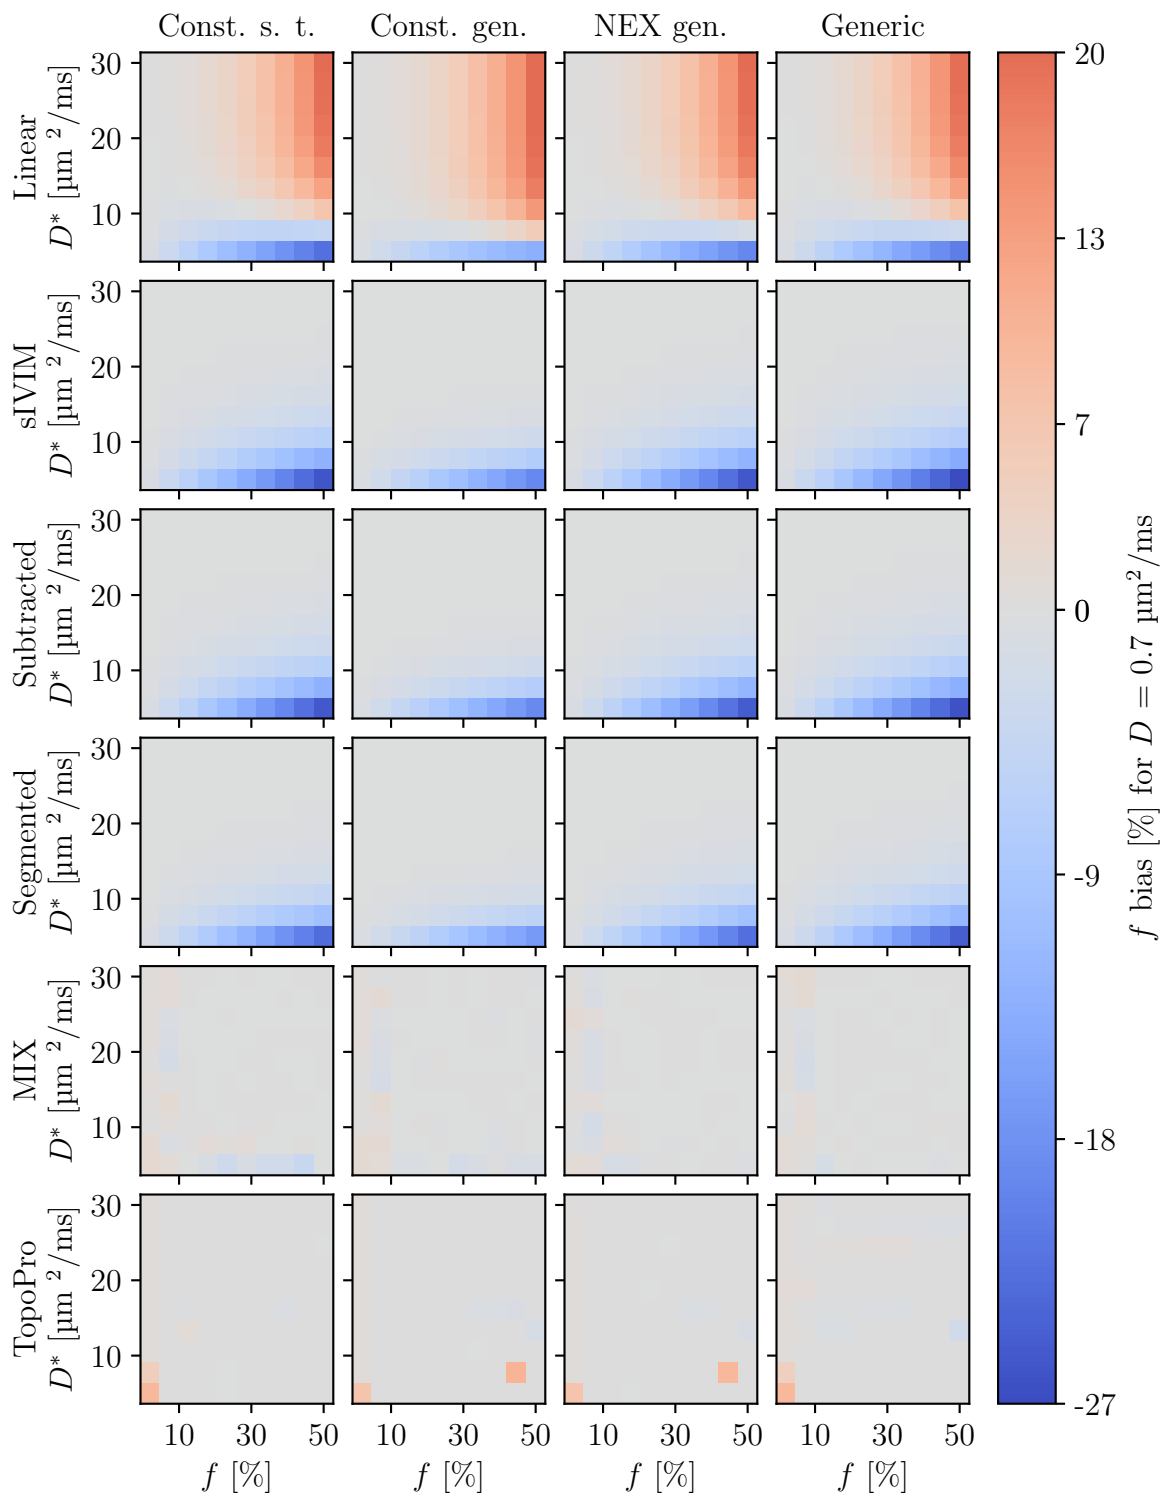 Const. s. t.
Const. gen.
NEX gen.
Generic
Linear
D* [µm ²/ms]
30
20
10
sIVIM
D* [µm ²/ms]
30
20
10
Subtracted
D* [µm ²/ms]
30
20
10
Segmented
D* [µm ²/ms]
30
20
10
MIX
D* [µm ²/ms]
30
20
10
TopoPro
D* [µm ²/ms]
30
20
10
10 30 50
10 30 50
10 30 50
10 30 50
f [%]
f [%]
f [%]
f [%]
20
13
7
0
-9
-18
-27
f bias [%] for D = 0.7 µm²/ms